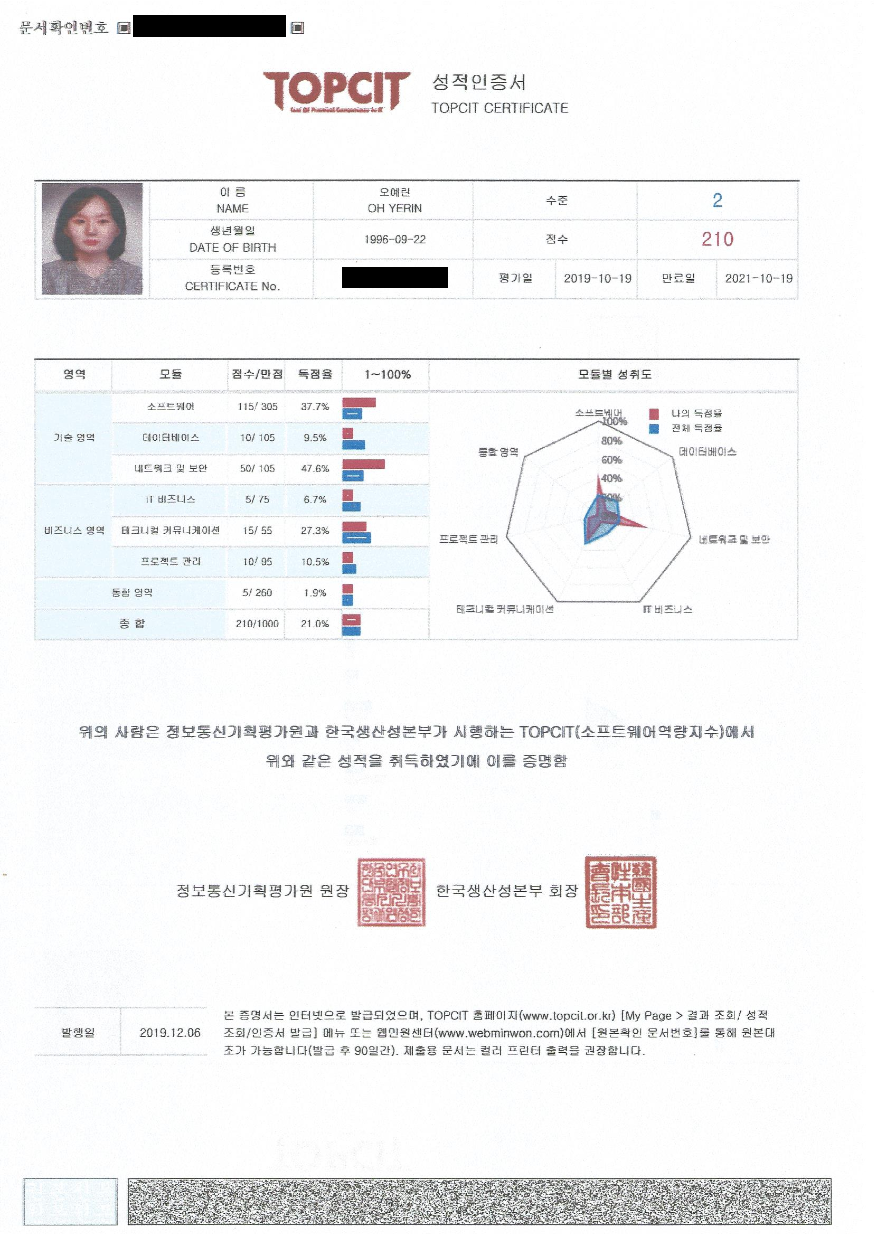 문서확인번호
TOPCIT
Test Of Practical Competency in IT
성적인증서
TOPCIT CERTIFICATE
이 름
NAME
오예린
OH YERIN
수준
2
생년월일
DATE OF BIRTH
1996-09-22
점수
210
등록번호
CERTIFICATE No.
평가일
2019-10-19
만료일
2021-10-19
영역
모듈
점수/만점
득점율
1~100%
모듈별 성취도
기술 영역
소프트웨어
115/ 305
37.7%
데이터베이스
10/ 105
9.5%
네트워크 및 보안
50/ 105
47.6%
비즈니스 영역
IT 비즈니스
5/ 75
6.7%
테크니컬 커뮤니케이션
15/ 55
27.3%
프로젝트 관리
10/ 95
10.5%
통합 영역
5/ 260
1.9%
종 합
210/1000
21.0%
소프트웨어
나의 득점율
전체 득점율
100%
80%
60%
40%
20%
통합 영역
데이터베이스
프로젝트 관리
네트워크 및 보안
테크니컬 커뮤니케이션
IT 비즈니스
위의 사람은 정보통신기획평가원과 한국생산성본부가 시행하는 TOPCIT(소프트웨어역량지수)에서
위와 같은 성적을 취득하였기에 이를 증명함
정보통신기획평가원 원장
한국생산성본부 회장
발행일
2019.12.06
본 증명서는 인터넷으로 발급되었으며, TOPCIT 홈페이지(www.topcit.or.kr) [My Page > 결과 조회/ 성적
조회/인증서 발급] 메뉴 또는 웹민원센터(www.webminwon.com)에서 [원본확인 문서번호]를 통해 원본대
조가 가능합니다(발급 후 90일간). 제출용 문서는 컬러 프린터 출력을 권장합니다.